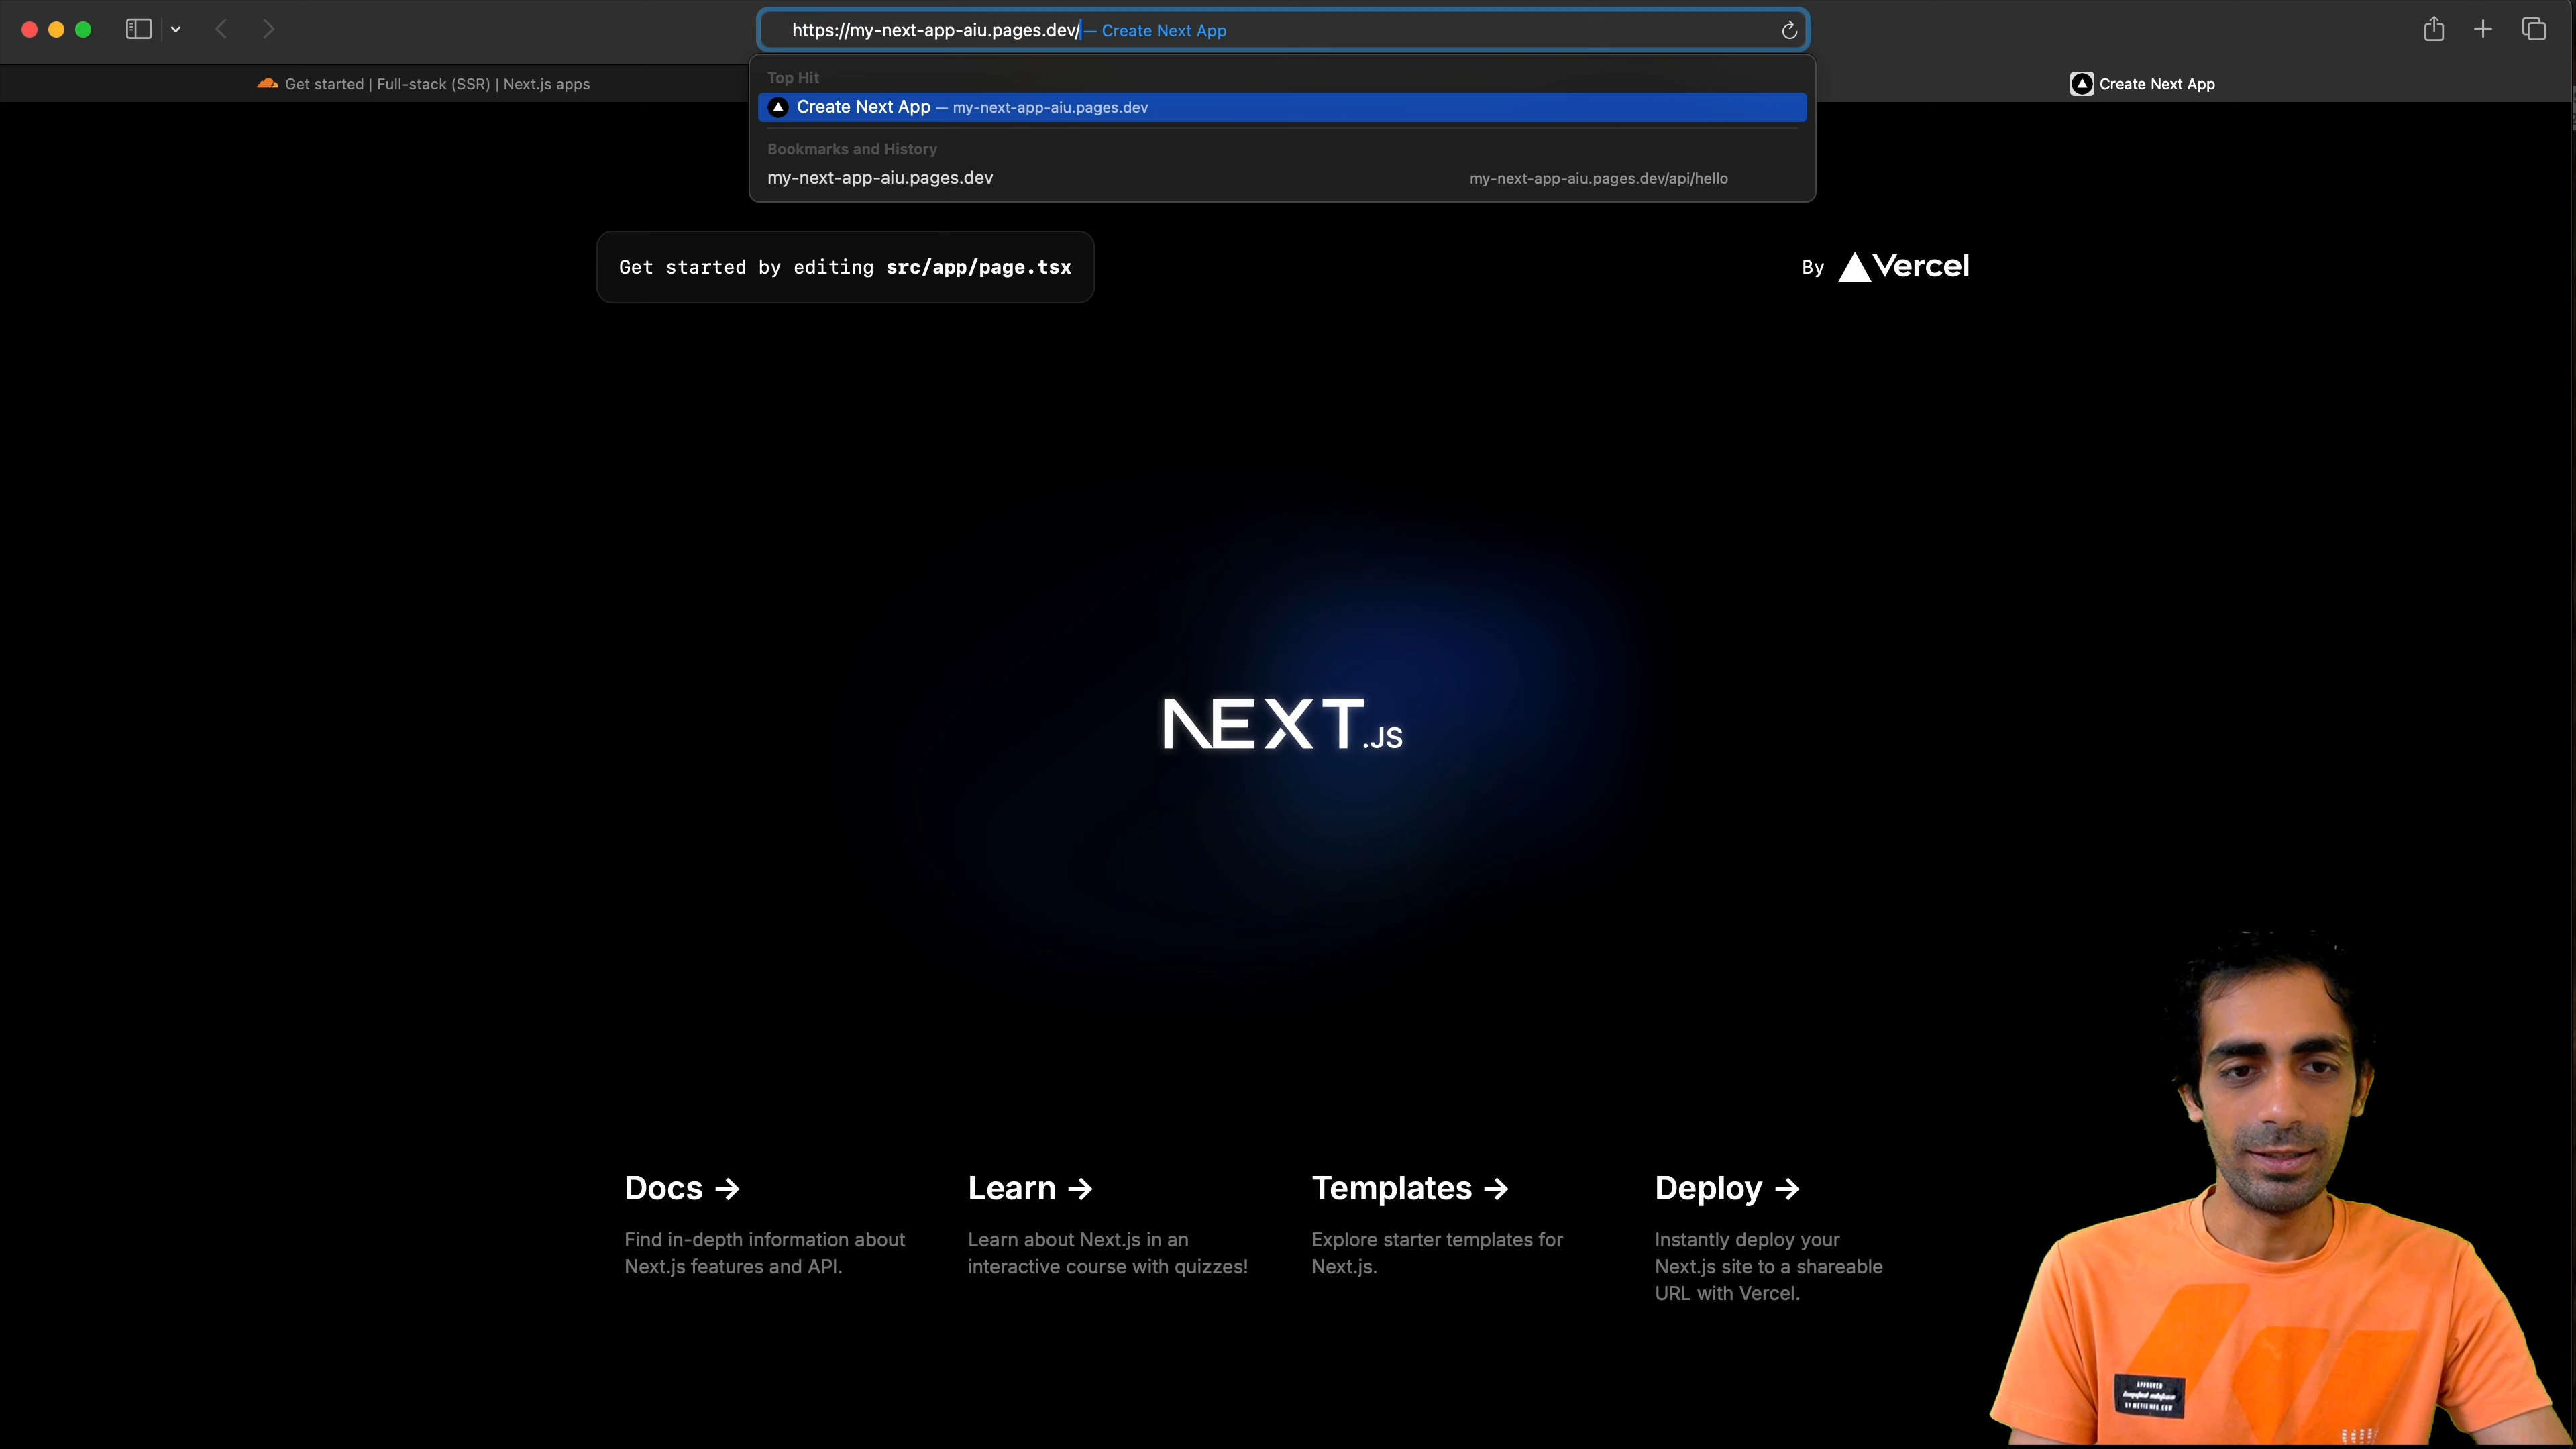 https://my-next-app-aiu.pages.dev/ — Create Next App
Get started | Full-stack (SSR) | Next.js apps
Create Next App
Top Hit
Create Next App — my-next-app-aiu.pages.dev
Bookmarks and History
my-next-app-aiu.pages.dev my-next-app-aiu.pages.dev/api/hello
Get started by editing src/app/page.tsx
By Vercel
NEXT.JS
Docs →
Find in-depth information about
Next.js features and API.
Learn →
Learn about Next.js in an
interactive course with quizzes!
Templates →
Explore starter templates for
Next.js.
Deploy →
Instantly deploy your
Next.js site to a shareable
URL with Vercel.
APPROVED